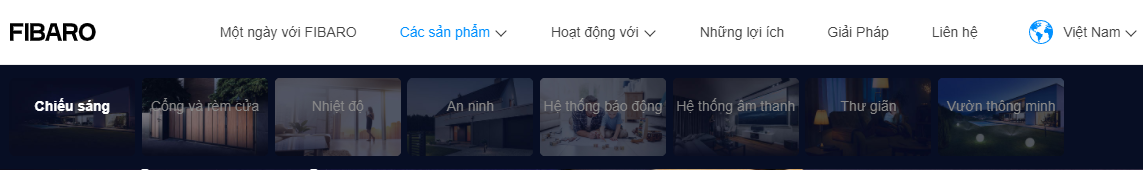 FIBARO Một ngày với FIBARO Các sản phẩm Hoạt động với Những lợi ích Giải Pháp Liên hệ Việt Nam
Chiếu sáng Cổng và rèm cửa Nhiệt độ An ninh Hệ thống báo động Hệ thống âm thanh Thư giãn Vườn thông minh